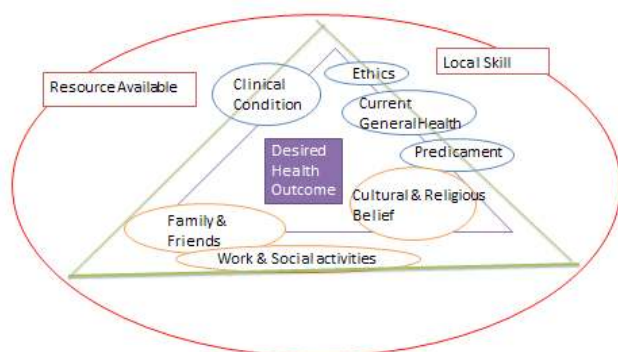 Local Skill
Ethics
Resource Available
Clinical
Condition
Current
General Health
Predicament
Desired
Health
Outcome
Cultural & Religious
Belief
Family &
Friends
Work & Social activities